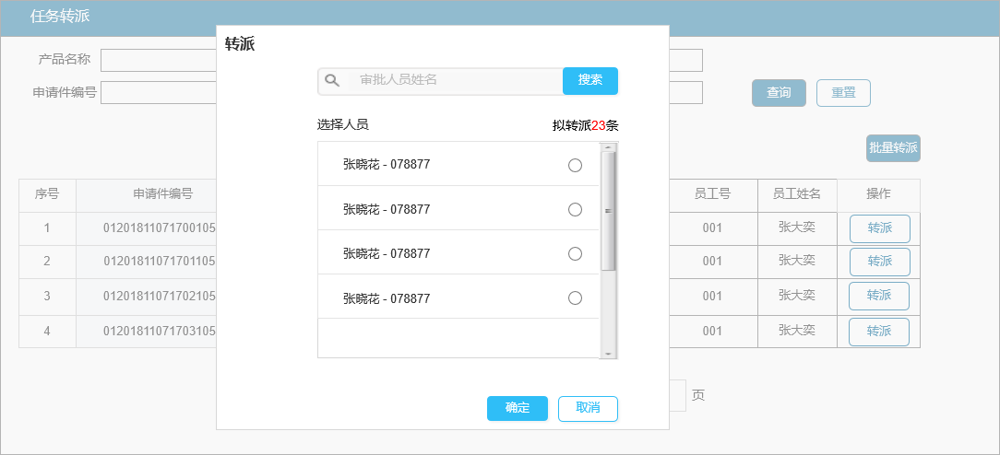 任务转派
转派
产品名称
审批人员姓名 搜索
申请件编号
查询 重置
选择人员 拟转派23条
批量转派
张晓花 - 078877
张晓花 - 078877
张晓花 - 078877
张晓花 - 078877
序号 申请件编号 员工号 员工姓名 操作
1 01201811071700105 001 张大奕 转派
2 01201811071701105 001 张大奕 转派
3 01201811071702105 001 张大奕 转派
4 01201811071703105 001 张大奕 转派
页
确定 取消